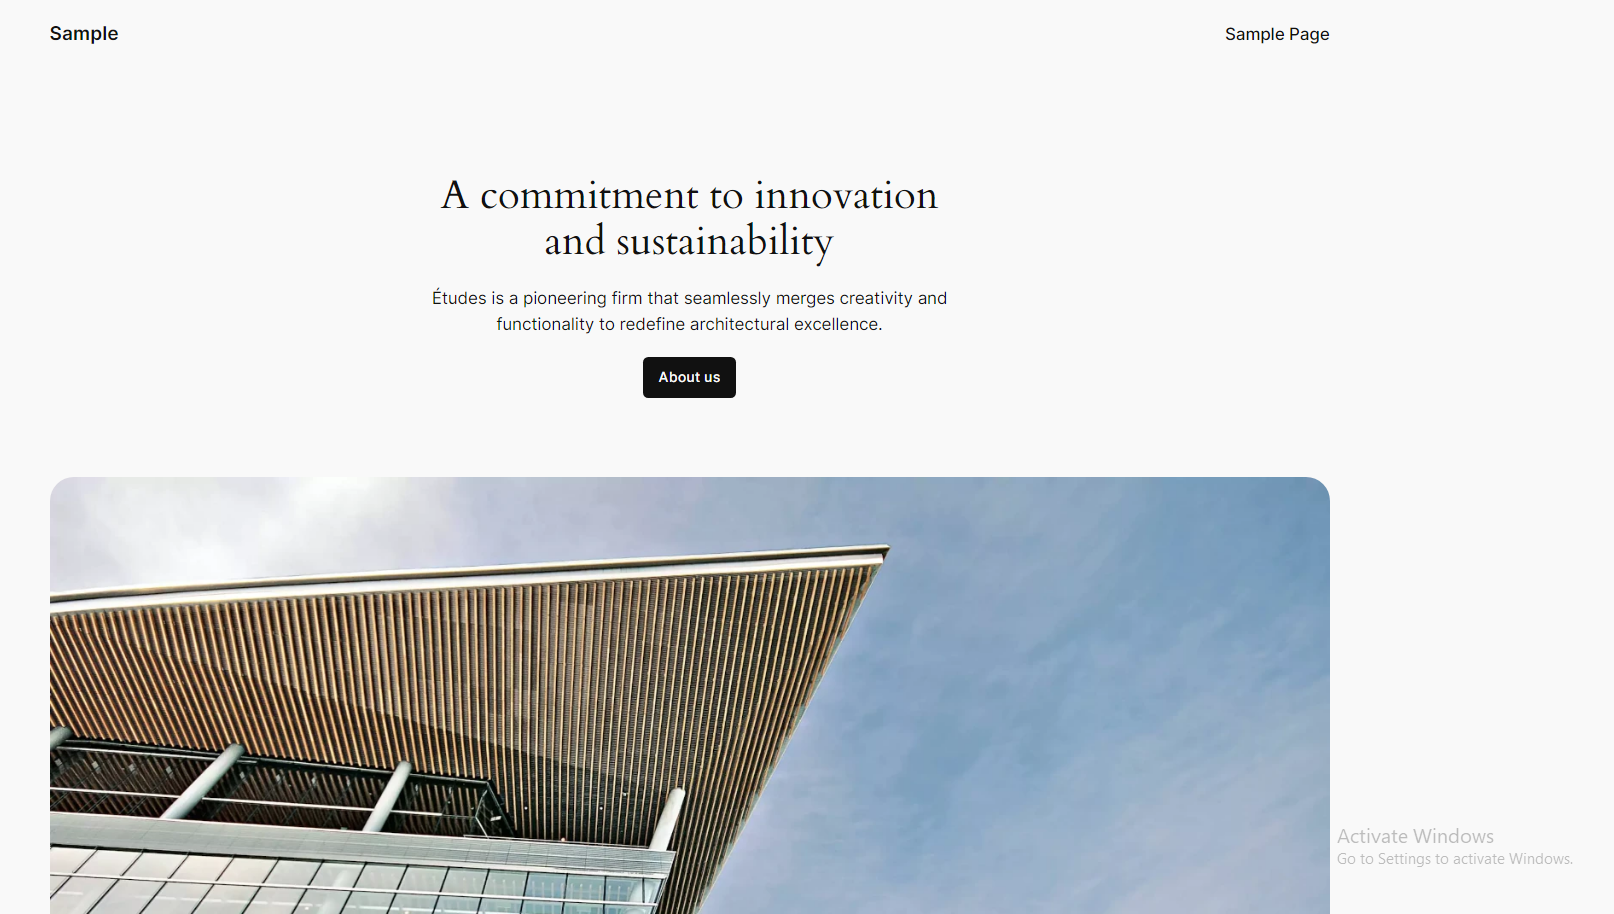 Sample
Sample Page
A commitment to innovation
and sustainability
Études is a pioneering firm that seamlessly merges creativity and
functionality to redefine architectural excellence.
About us
Activate Windows
Go to Settings to activate Windows.